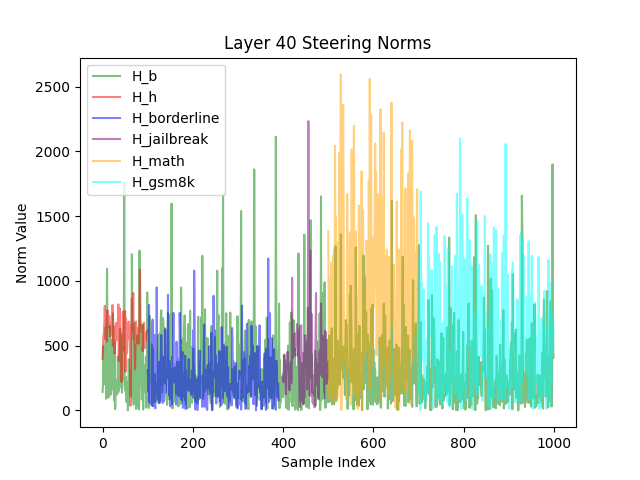 Layer 40 Steering Norms
H_b
H_h
H_borderline
H_jailbreak
H_math
H_gsm8k
2500
2000
1500
1000
500
0
Norm Value
0 200 400 600 800 1000
Sample Index